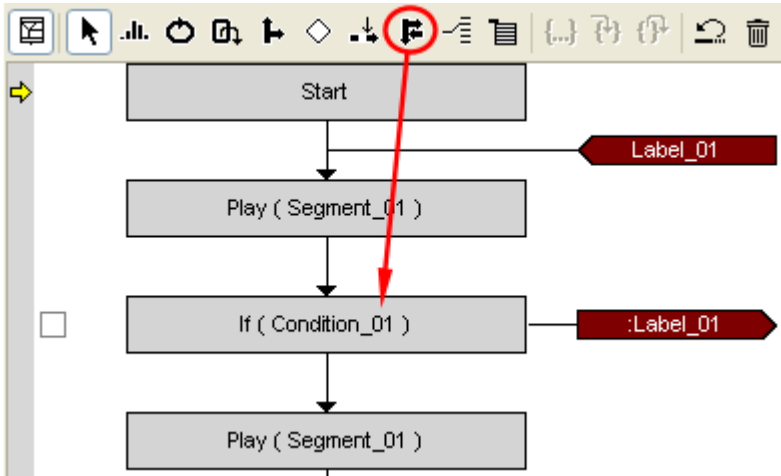 Start
Label_01
Play ( Segment_01 )
If ( Condition_01 )
:Label_01
Play ( Segment_01 )